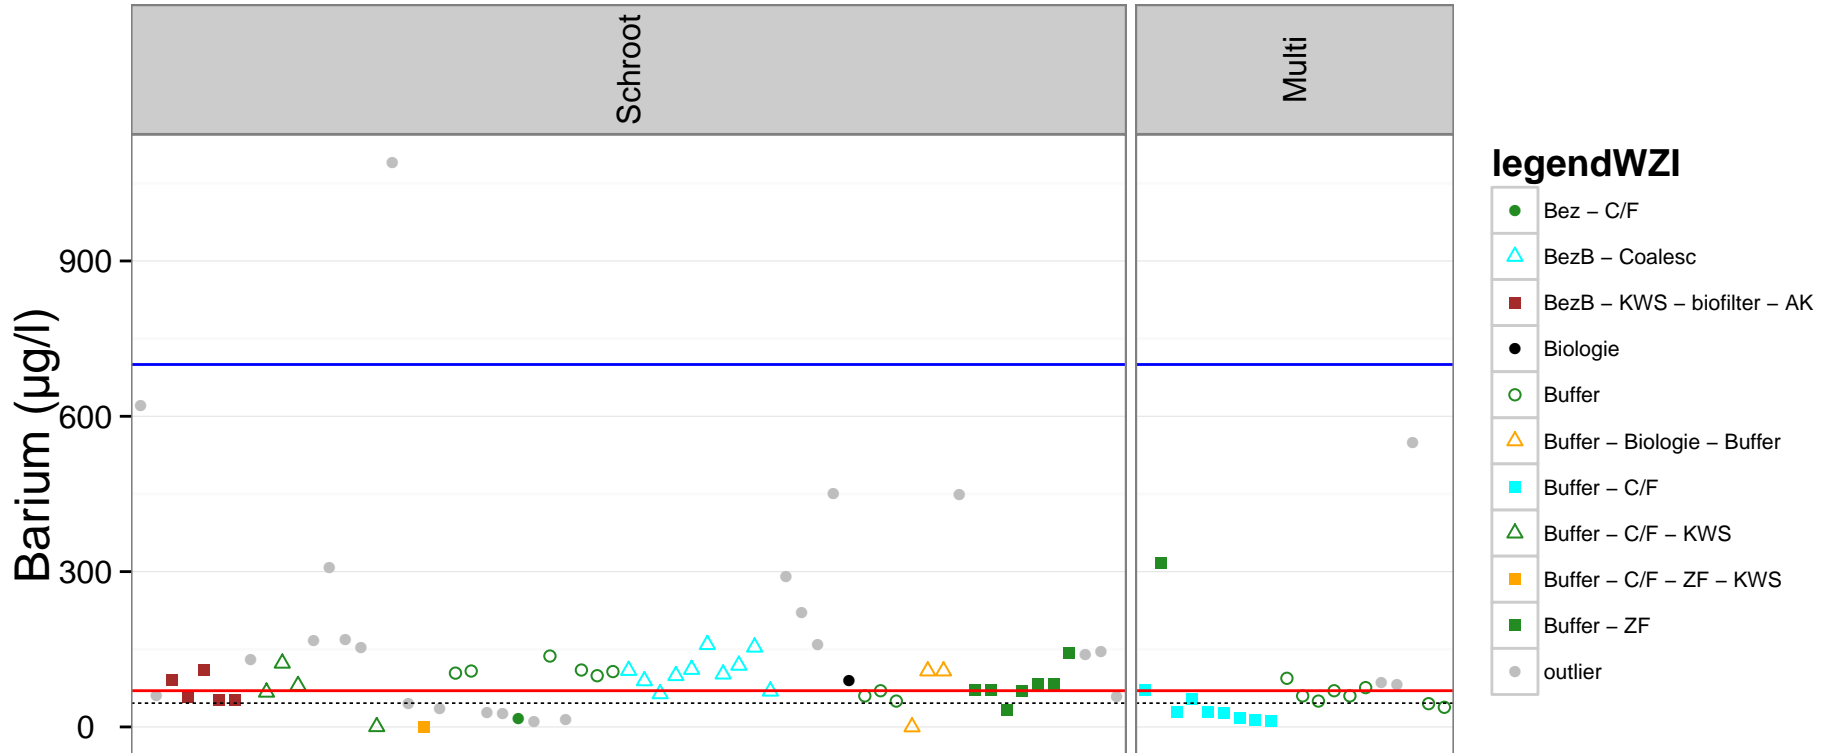 Schroot
Multi
Barium (µg/l)
900
600
300
0
legendWZI
Bez − C/F
BezB − Coalesc
BezB − KWS − biofilter − AK
Biologie
Buffer
Buffer − Biologie − Buffer
Buffer − C/F
Buffer − C/F − KWS
Buffer − C/F − ZF − KWS
Buffer − ZF
outlier